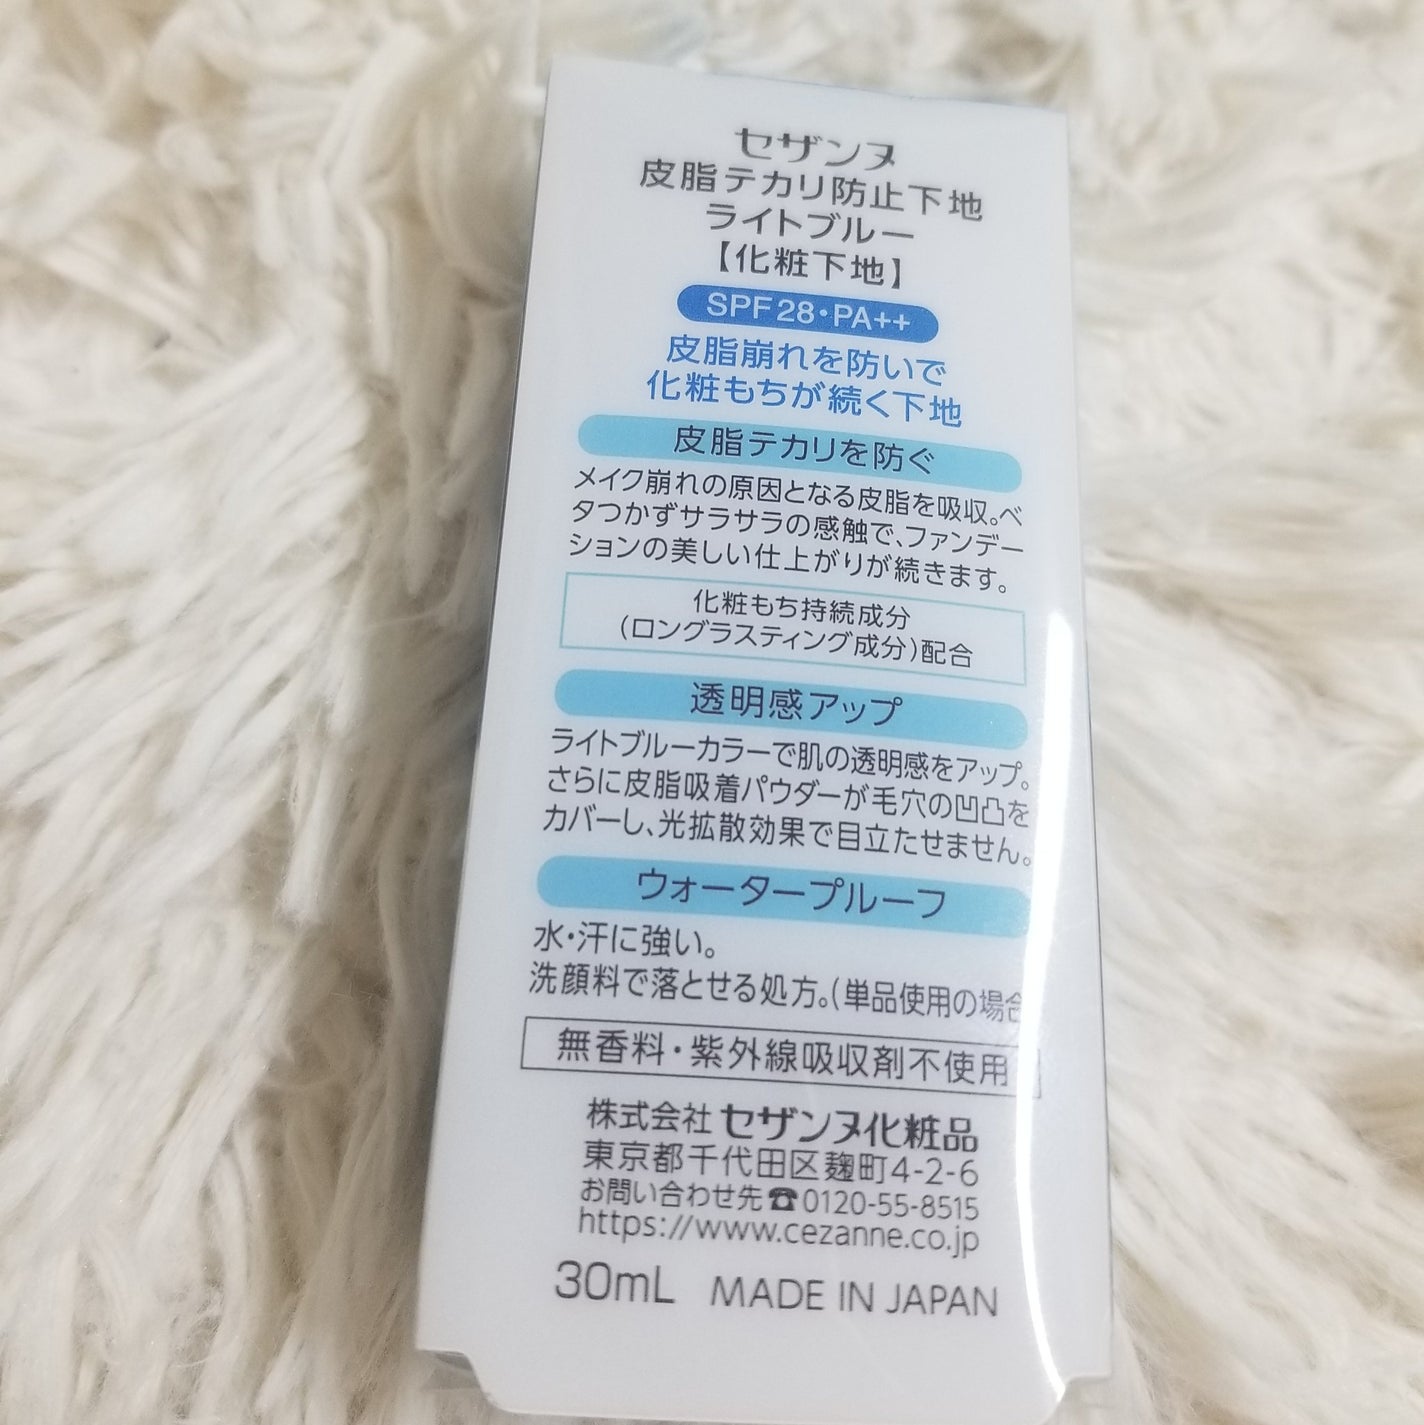 セザンヌ
皮脂テカリ防止下地
ライトブルー
【化粧下地】
SPF28・PA++
皮脂崩れを防いで
化粧もちが続く下地
皮脂テカリを防ぐ
メイク崩れの原因となる皮脂を吸収。ベ
タつかずサラサラの感触で、ファンデー
ションの美しい仕上がりが続きます。
化粧もち持続成分
(ロングラスティング成分)配合
透明感アップ
ライトブルーカラーで肌の透明感をアップ。
さらに皮脂吸着パウダーが毛穴の凹凸を
カバーし、光拡散効果で目立たせません。
ウォータープルーフ
水・汗に強い。
洗顔料で落とせる処方。(単品使用の場合
無香料・紫外線吸収剤不使用
株式会社 セザンヌ化粧品
東京都千代田区麹町4-2-6
お問い合わせ先☎0120-55-8515
https://www.cezanne.co.jp
30mL MADE IN JAPAN